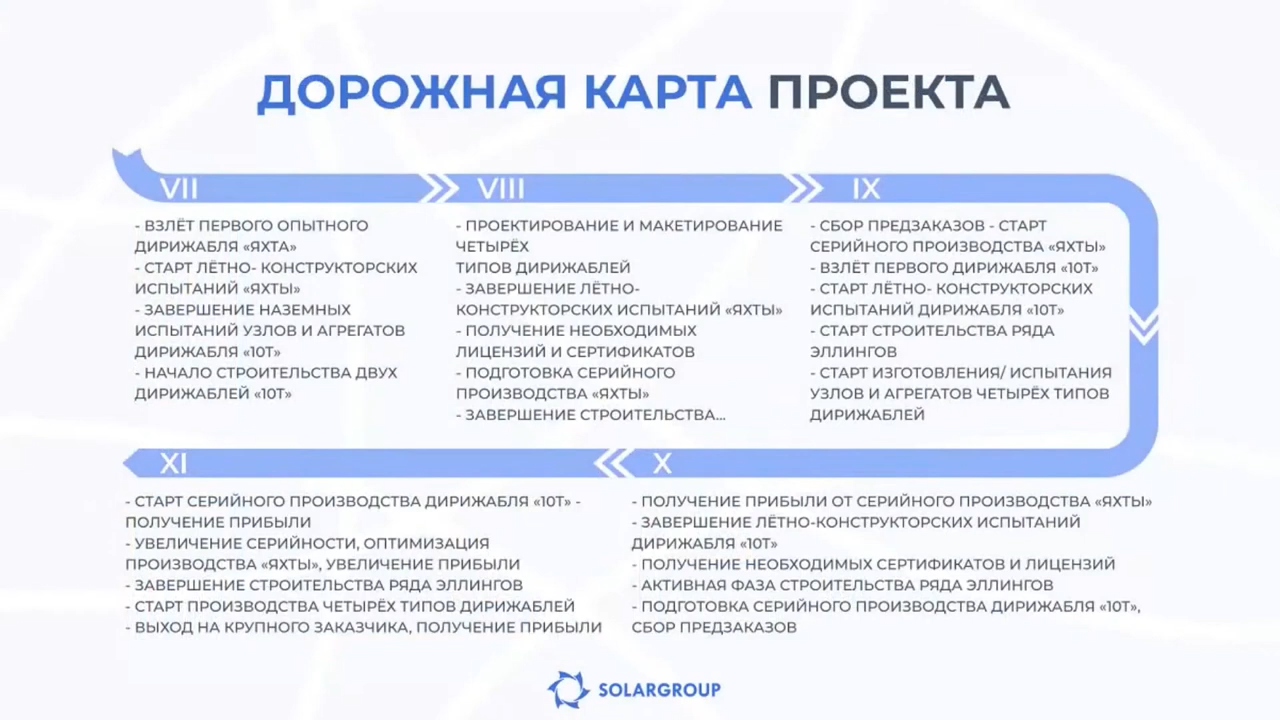 ДОРОЖНАЯ КАРТА ПРОЕКТА
VII
- ВЗЛЁТ ПЕРВОГО ОПЫТНОГО
ДИРИЖАБЛЯ «ЯХТА»
- СТАРТ ЛЁТНО- КОНСТРУКТОРСКИХ
ИСПЫТАНИЙ «ЯХТЫ»
- ЗАВЕРШЕНИЕ НАЗЕМНЫХ
ИСПЫТАНИЙ УЗЛОВ И АГРЕГАТОВ
ДИРИЖАБЛЯ «10Т»
- НАЧАЛО СТРОИТЕЛЬСТВА ДВУХ
ДИРИЖАБЛЕЙ «10Т»
VIII
- ПРОЕКТИРОВАНИЕ И МАКЕТИРОВАНИЕ
ЧЕТЫРЁХ
ТИПОВ ДИРИЖАБЛЕЙ
- ЗАВЕРШЕНИЕ ЛЁТНО-
КОНСТРУКТОРСКИХ ИСПЫТАНИЙ «ЯХТЫ»
- ПОЛУЧЕНИЕ НЕОБХОДИМЫХ
ЛИЦЕНЗИЙ И СЕРТИФИКАТОВ
- ПОДГОТОВКА СЕРИЙНОГО
ПРОИЗВОДСТВА «ЯХТЫ»
- ЗАВЕРШЕНИЕ СТРОИТЕЛЬСТВА...
IX
- СБОР ПРЕДЗАКАЗОВ - СТАРТ
СЕРИЙНОГО ПРОИЗВОДСТВА «ЯХТЫ»
- ВЗЛЁТ ПЕРВОГО ДИРИЖАБЛЯ «10Т»
- СТАРТ ЛЁТНО- КОНСТРУКТОРСКИХ
ИСПЫТАНИЙ ДИРИЖАБЛЯ «10Т»
- СТАРТ СТРОИТЕЛЬСТВА РЯДА
ЭЛЛИНГОВ
- СТАРТ ИЗГОТОВЛЕНИЯ/ ИСПЫТАНИЯ
УЗЛОВ И АГРЕГАТОВ ЧЕТЫРЁХ ТИПОВ
ДИРИЖАБЛЕЙ
X
- ПОЛУЧЕНИЕ ПРИБЫЛИ ОТ СЕРИЙНОГО ПРОИЗВОДСТВА «ЯХТЫ»
- ЗАВЕРШЕНИЕ ЛЁТНО-КОНСТРУКТОРСКИХ ИСПЫТАНИЙ
ДИРИЖАБЛЯ «10Т»
- ПОЛУЧЕНИЕ НЕОБХОДИМЫХ СЕРТИФИКАТОВ И ЛИЦЕНЗИЙ
- АКТИВНАЯ ФАЗА СТРОИТЕЛЬСТВА РЯДА ЭЛЛИНГОВ
- ПОДГОТОВКА СЕРИЙНОГО ПРОИЗВОДСТВА ДИРИЖАБЛЯ «10Т»,
СБОР ПРЕДЗАКАЗОВ
XI
- СТАРТ СЕРИЙНОГО ПРОИЗВОДСТВА ДИРИЖАБЛЯ «10Т» -
ПОЛУЧЕНИЕ ПРИБЫЛИ
- УВЕЛИЧЕНИЕ СЕРИЙНОСТИ, ОПТИМИЗАЦИЯ
ПРОИЗВОДСТВА «ЯХТЫ», УВЕЛИЧЕНИЕ ПРИБЫЛИ
- ЗАВЕРШЕНИЕ СТРОИТЕЛЬСТВА РЯДА ЭЛЛИНГОВ
- СТАРТ ПРОИЗВОДСТВА ЧЕТЫРЁХ ТИПОВ ДИРИЖАБЛЕЙ
- ВЫХОД НА КРУПНОГО ЗАКАЗЧИКА, ПОЛУЧЕНИЕ ПРИБЫЛИ
SOLARGROUP